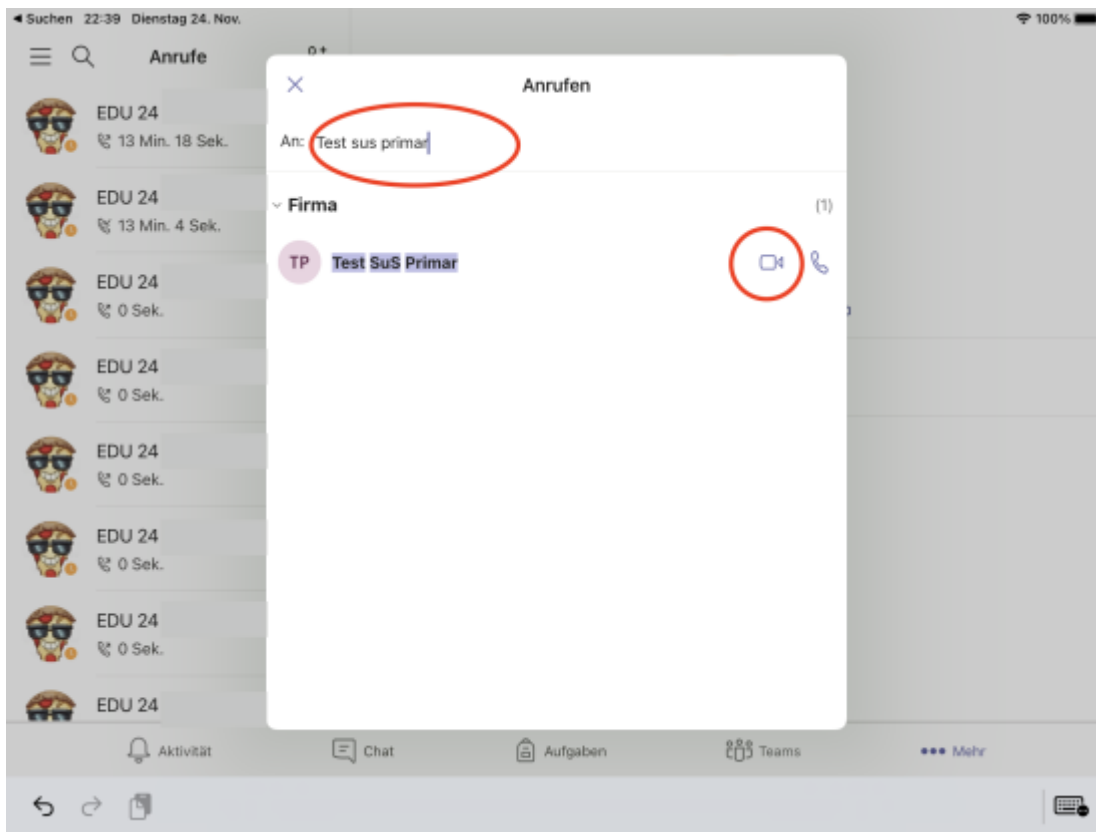 Suchen 22:39 Dienstag 24. Nov. 100%
Anrufe
EDU 24
13 Min. 18 Sek.
EDU 24
13 Min. 4 Sek.
EDU 24
0 Sek.
EDU 24
0 Sek.
EDU 24
0 Sek.
EDU 24
0 Sek.
EDU 24
0 Sek.
EDU 24
Anrufen
An: Test sus primar
Firma (1)
TP Test SuS Primar
Aktivität Chat Aufgaben Teams Mehr